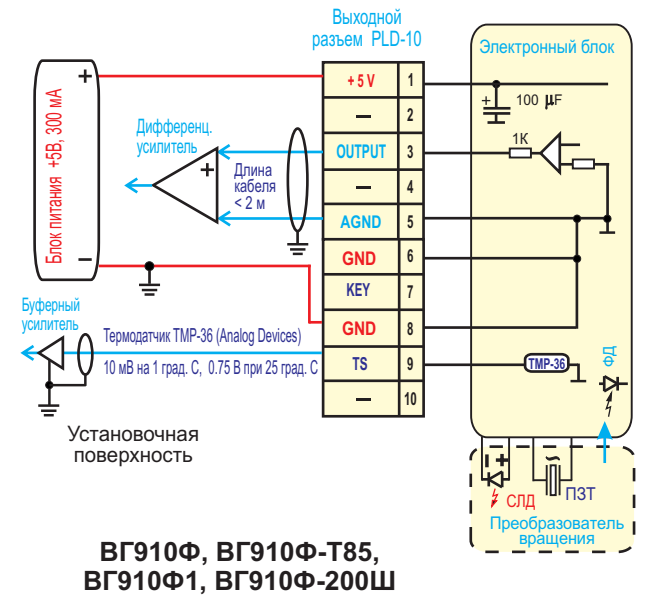 Выходной
разъем PLD-10
Электронный блок
Блок питания +5В, 300 мА
+
−
Дифференц.
усилитель
+
Длина
кабеля
< 2 м
+ 5 V 1
— 2
OUTPUT 3
— 4
AGND 5
GND 6
KEY 7
GND 8
TS 9
— 10
+
100 μF
1К
TMP-36
ФД
Буферный
усилитель
Термодатчик TMP-36 (Analog Devices)
10 мВ на 1 град. С, 0.75 В при 25 град. С
Установочная
поверхность
− +
~
СЛД
ПЗТ
Преобразователь
вращения
ВГ910Ф, ВГ910Ф-Т85,
ВГ910Ф1, ВГ910Ф-200Ш